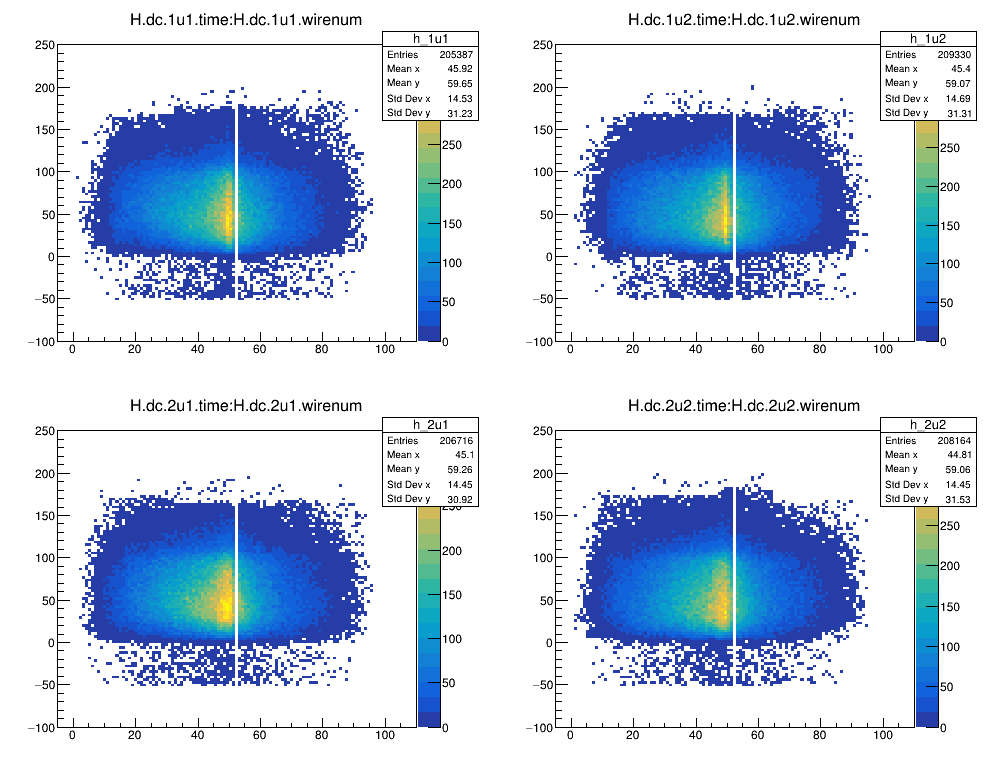 H.dc.1u1.time:H.dc.1u1.wirenum
h_1u1
Entries 205387
Mean x 45.92
Mean y 59.65
Std Dev x 14.53
Std Dev y 31.23
250
200
150
100
50
0
−50
−100
0 20 40 60 80 100
250
200
150
100
50
0
H.dc.1u2.time:H.dc.1u2.wirenum
h_1u2
Entries 209330
Mean x 45.4
Mean y 59.07
Std Dev x 14.69
Std Dev y 31.31
250
200
150
100
50
0
−50
−100
0 20 40 60 80 100
250
200
150
100
50
0
H.dc.2u1.time:H.dc.2u1.wirenum
h_2u1
Entries 206716
Mean x 45.1
Mean y 59.26
Std Dev x 14.45
Std Dev y 30.92
250
200
150
100
50
0
−50
−100
0 20 40 60 80 100
250
200
150
100
50
0
H.dc.2u2.time:H.dc.2u2.wirenum
h_2u2
Entries 208164
Mean x 44.81
Mean y 59.06
Std Dev x 14.45
Std Dev y 31.53
250
200
150
100
50
0
−50
−100
0 20 40 60 80 100
250
200
150
100
50
0